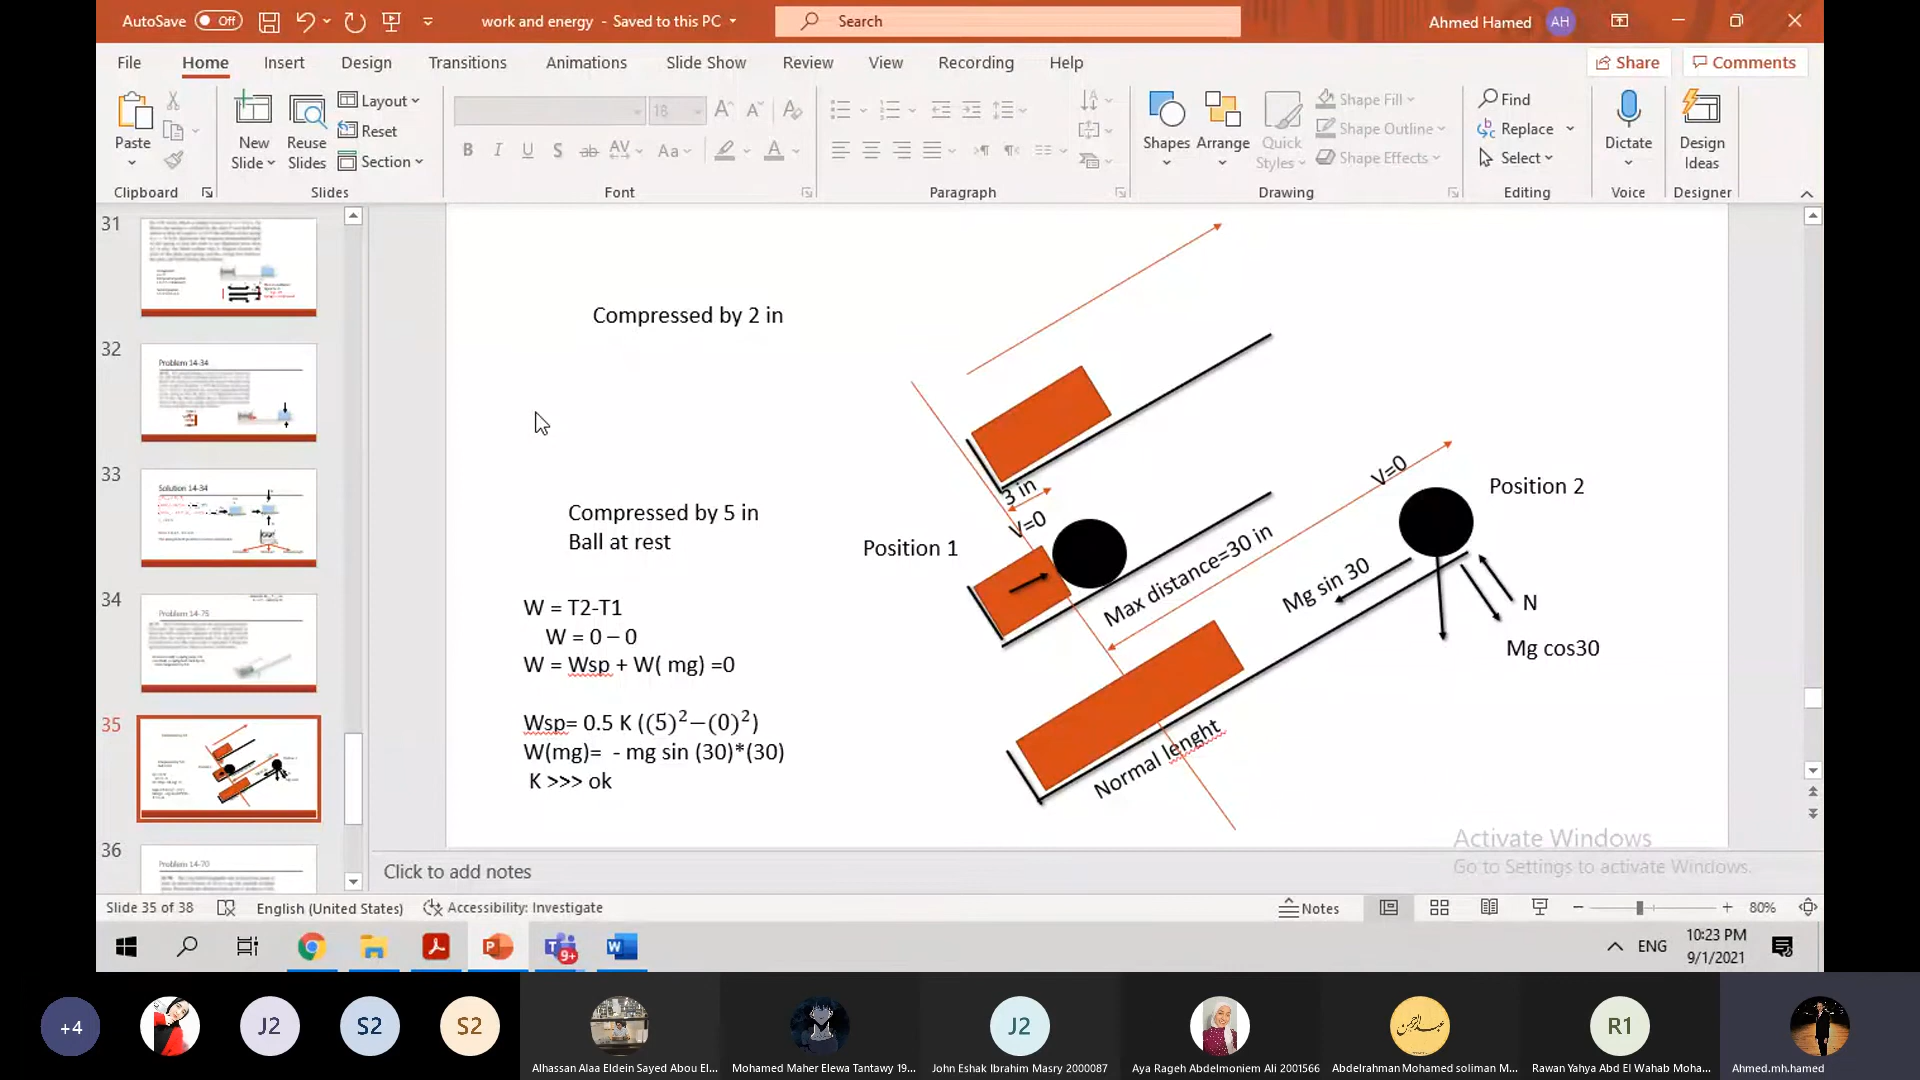 AutoSave Off work and energy - Saved to this PC Search Ahmed Hamed AH
File Home Insert Design Transitions Animations Slide Show Review View Recording Help Share Comments
Paste
Clipboard
New Slide
Reuse Slides
Layout
Reset
Section
Slides
18
Font
Paragraph
Shapes
Arrange
Quick Styles
Shape Fill
Shape Outline
Shape Effects
Drawing
Find
Replace
Select
Editing
Dictate
Voice
Design Ideas
Designer
31
32
Problem 14-34
33
Solution 14-34
34
Problem 14-75
35
36
Problem 14-70
Compressed by 2 in
Compressed by 5 in
Ball at rest
W = T2-T1
W = 0 – 0
W = Wsp + W( mg) =0
Wsp= 0.5 K ((5)²−(0)²)
W(mg)= - mg sin (30)*(30)
K >>> ok
3 in
V=0
Position 1
Max distance=30 in
V=0
Position 2
Mg sin 30
N
Mg cos30
Normal lenght
Activate Windows
Go to Settings to activate Windows.
Click to add notes
Slide 35 of 38 English (United States) Accessibility: Investigate Notes 80%
9+
ENG
10:23 PM
9/1/2021
+4 J2 S2 S2 J2 R1
Alhassan Alaa Eldein Sayed Abou El...
Mohamed Maher Elewa Tantawy 19...
John Eshak Ibrahim Masry 2000087
Aya Rageh Abdelmoniem Ali 2001566
Abdelrahman Mohamed soliman M...
Rawan Yahya Abd El Wahab Moha...
Ahmed.mh.hamed